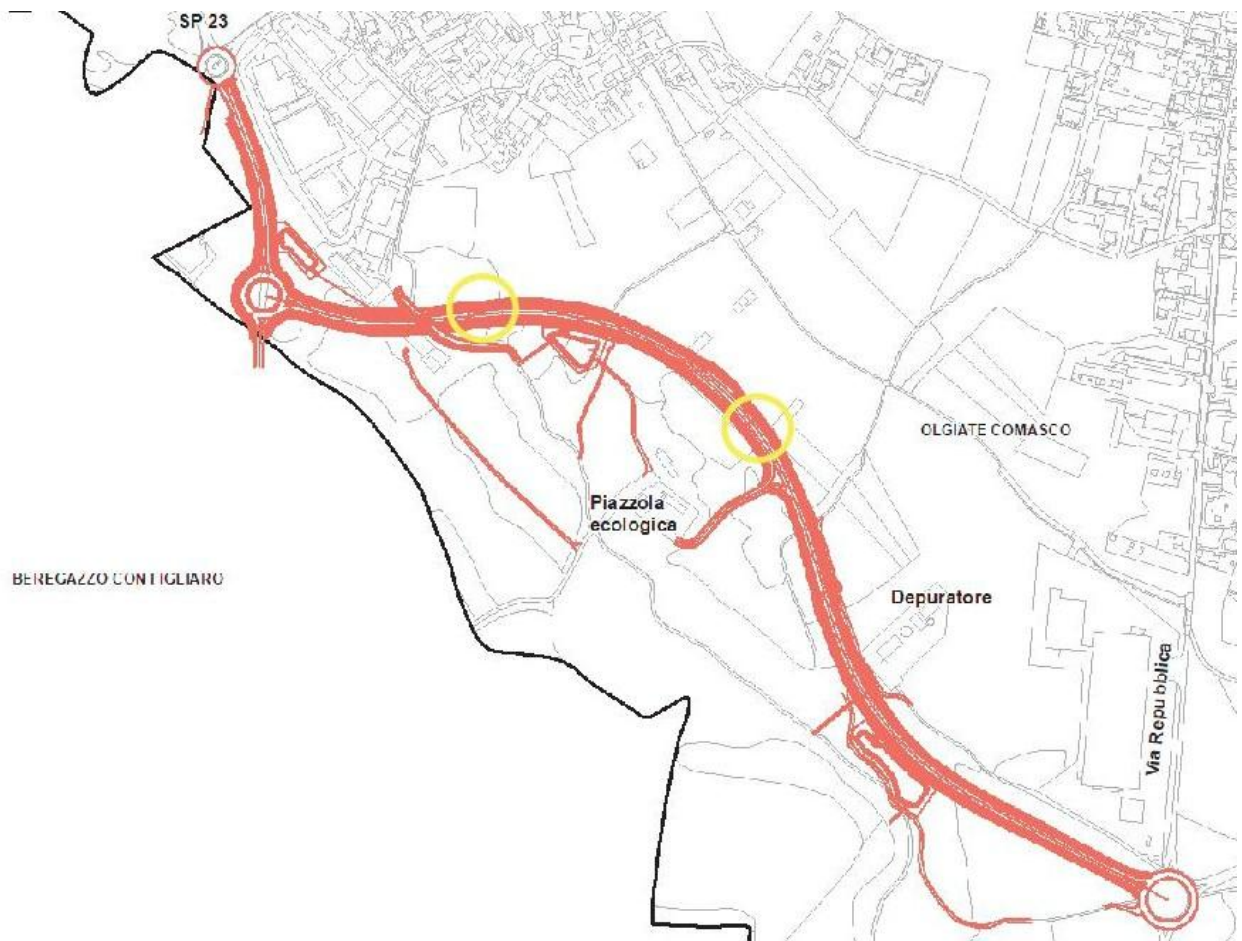 SP 23
OLGIATE COMASCO
Piazzola
ecologica
BEREGAZZO CON FIGLIARO
Depuratore
Via Repubblica